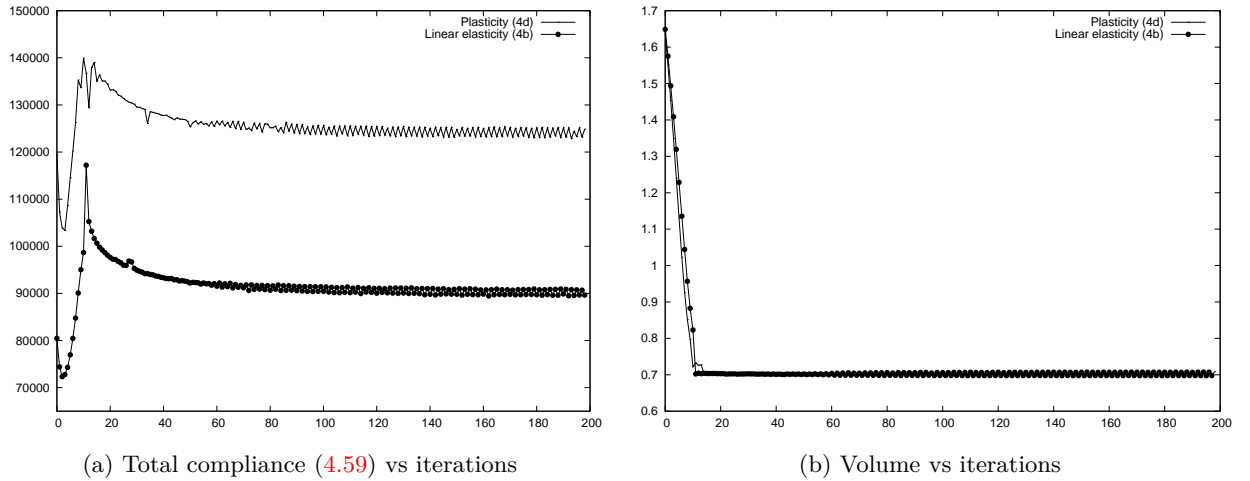 150000
140000
130000
120000
110000
100000
90000
80000
70000
0 20 40 60 80 100 120 140 160 180 200
Plasticity (4d)
Linear elasticity (4b)
(a) Total compliance (4.59) vs iterations
1.7
1.6
1.5
1.4
1.3
1.2
1.1
1
0.9
0.8
0.7
0.6
0 20 40 60 80 100 120 140 160 180 200
Plasticity (4d)
Linear elasticity (4b)
(b) Volume vs iterations